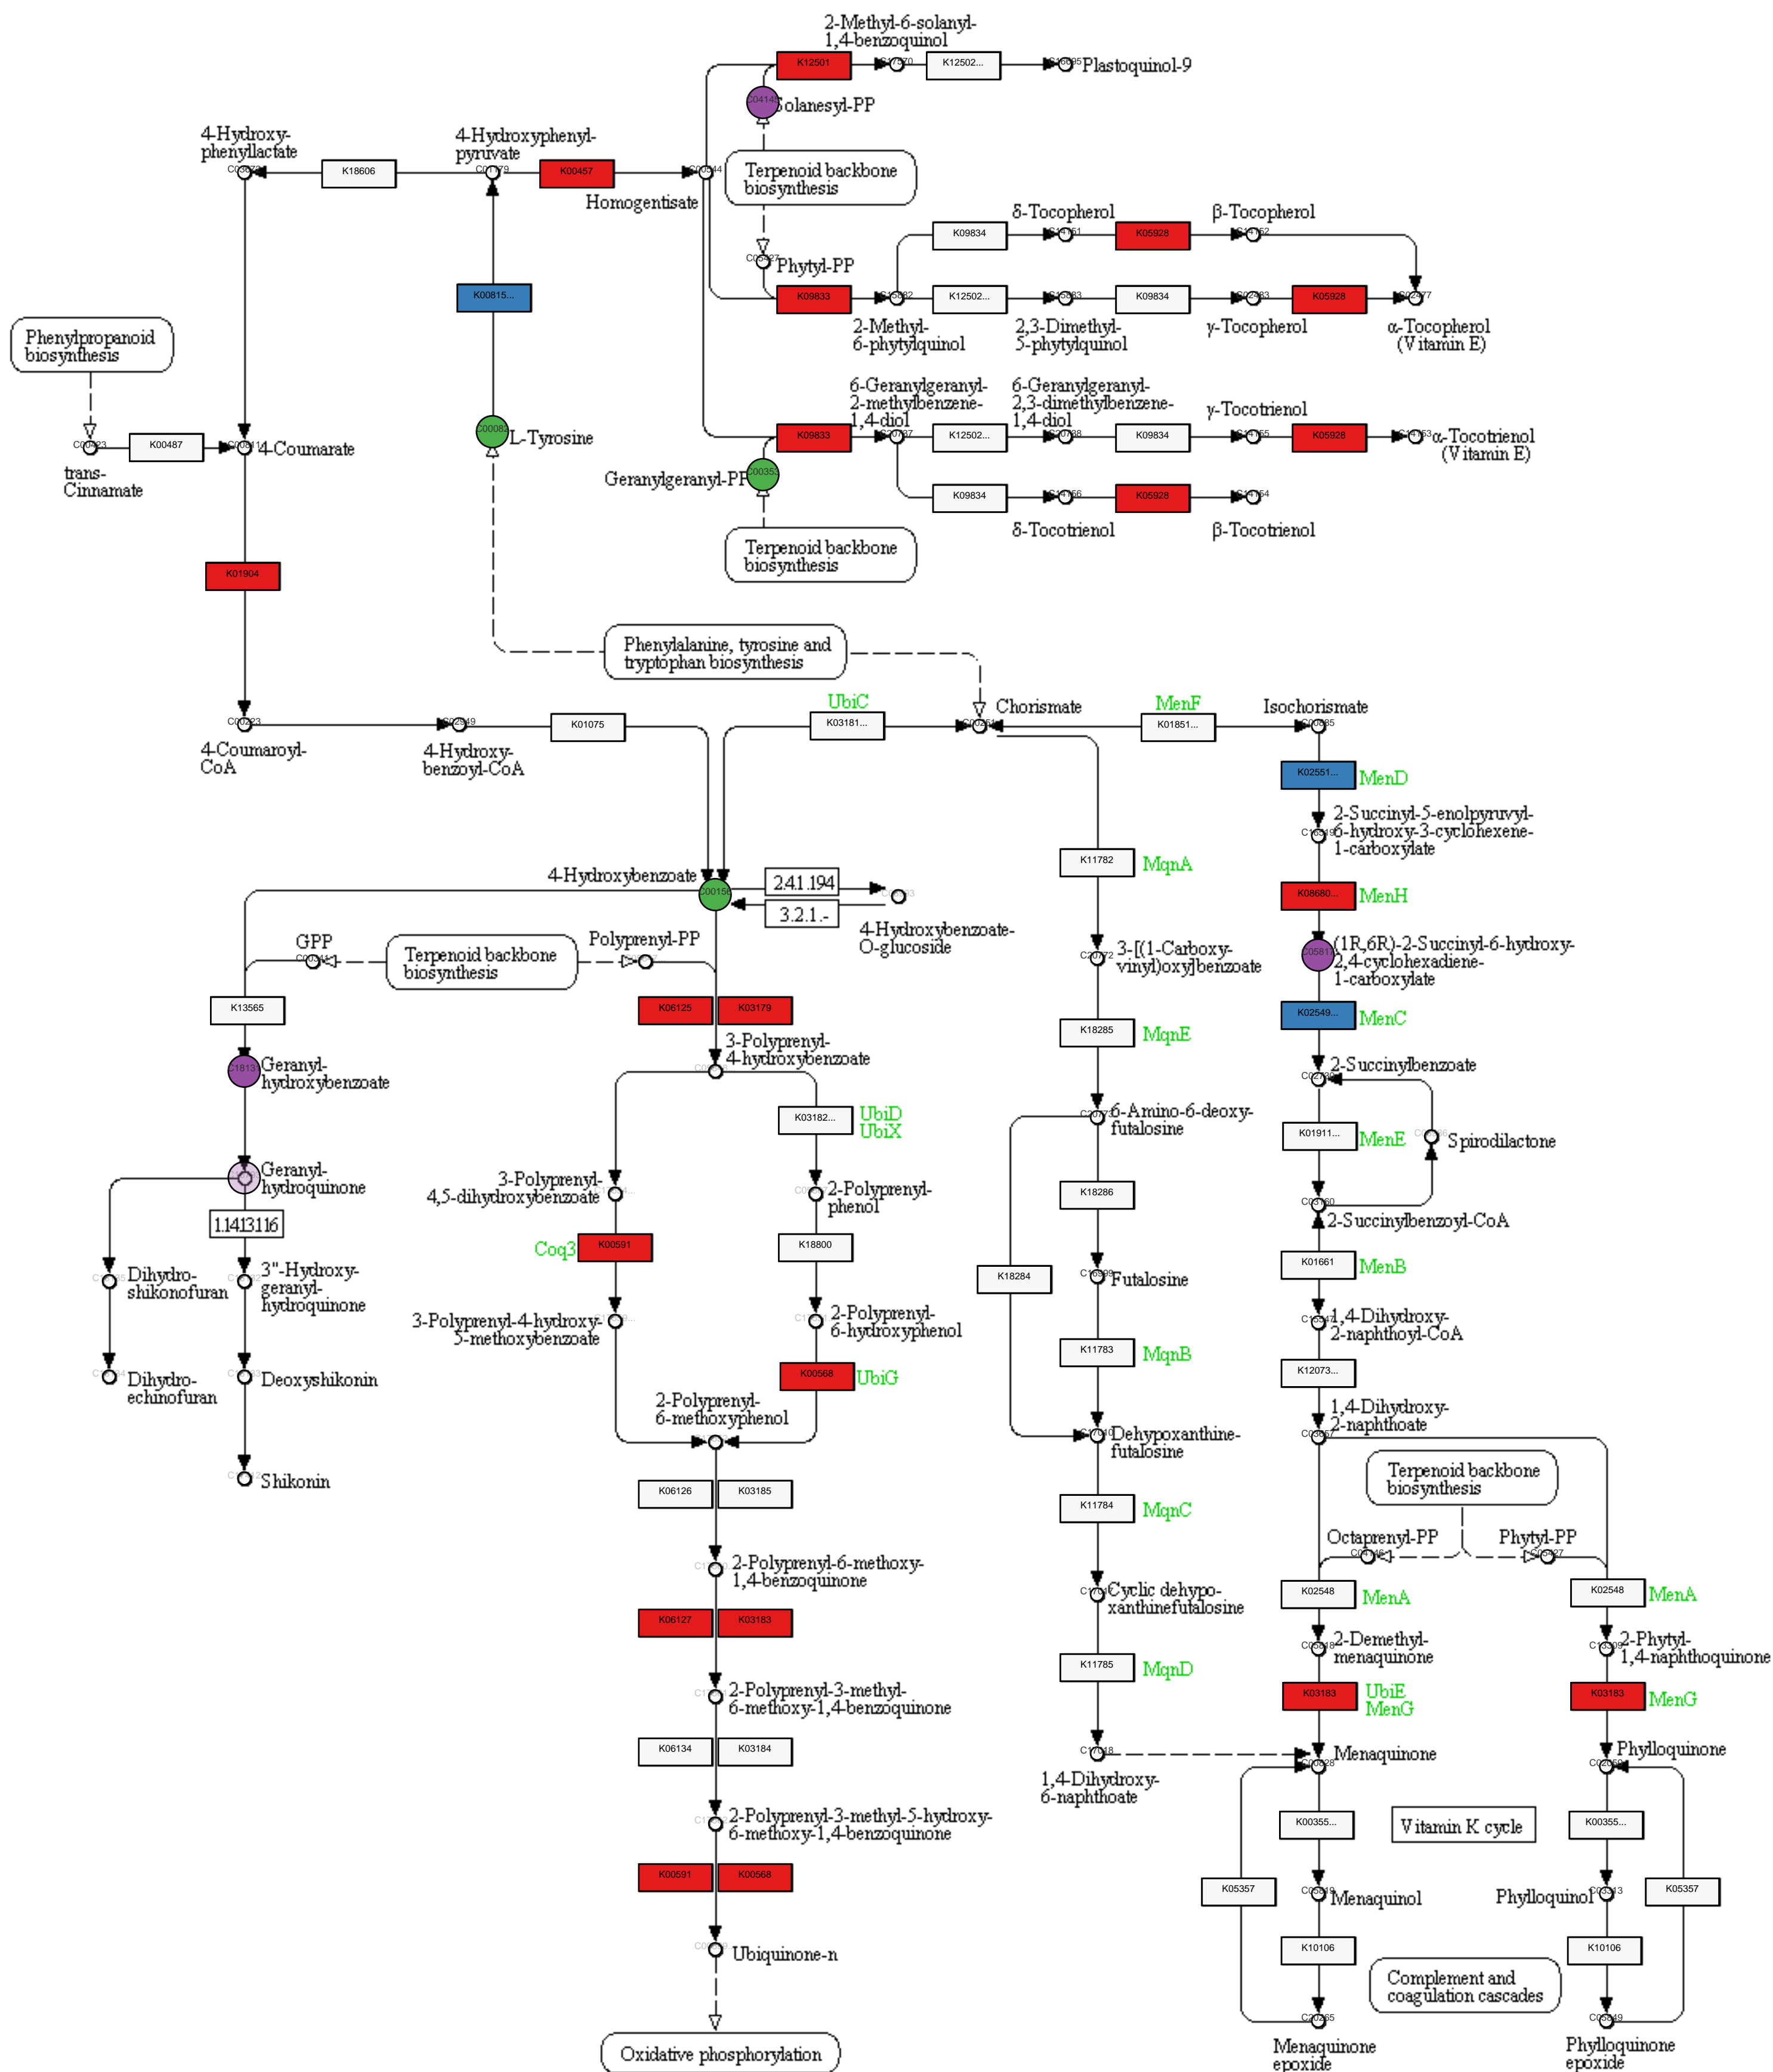 2-Methyl-6-solanyl-
1,4-benzoquinol
K12501
K12502...
Plastoquinol-9
Solanesyl-PP
4-Hydroxy-
phenyllactate
4-Hydroxyphenyl-
pyruvate
K18606
K00457
Homogentisate
Terpenoid backbone
biosynthesis
δ-Tocopherol
β-Tocopherol
K09834
K05928
Phytyl-PP
K00815...
K09833
K12502...
K09834
K05928
2-Methyl-
6-phytylquinol
2,3-Dimethyl-
5-phytylquinol
γ-Tocopherol
α-Tocopherol
(Vitamin E)
Phenylpropanoid
biosynthesis
6-Geranylgeranyl-
2-methylbenzene-
1,4-diol
6-Geranylgeranyl-
2,3-dimethylbenzene-
1,4-diol
γ-Tocotrienol
C00082
L-Tyrosine
K09833
K12502...
K09834
K05928
α-Tocotrienol
(Vitamin E)
K00487
4-Coumarate
trans-
Cinnamate
Geranylgeranyl-PP
C00353
K09834
K05928
δ-Tocotrienol
β-Tocotrienol
Terpenoid backbone
biosynthesis
K01904
Phenylalanine, tyrosine and
tryptophan biosynthesis
UbiC
Chorismate
MenF
Isochorismate
K01075
K03181...
K01851...
4-Coumaroyl-
CoA
4-Hydroxy-
benzoyl-CoA
K02551...
MenD
2-Succinyl-5-enolpyruvyl-
6-hydroxy-3-cyclohexene-
1-carboxylate
K11782
MqnA
4-Hydroxybenzoate
C00156
2.4.1.194
3.2.1.-
4-Hydroxybenzoate-
O-glucoside
K08680...
MenH
GPP
Terpenoid backbone
biosynthesis
Polyprenyl-PP
3-[(1-Carboxy-
vinyl)oxy]benzoate
(1R,6R)-2-Succinyl-6-hydroxy-
2,4-cyclohexadiene-
1-carboxylate
K13565
K06125
K03179
K18285
MqnE
K02549...
MenC
3-Polyprenyl-
4-hydroxybenzoate
Geranyl-
hydroxybenzoate
2-Succinylbenzoate
K03182...
UbiD
UbiX
6-Amino-6-deoxy-
futalosine
K01911...
MenE
Spirodilactone
Geranyl-
hydroquinone
3-Polyprenyl-
4,5-dihydroxybenzoate
2-Polyprenyl-
phenol
K18286
2-Succinylbenzoyl-CoA
1.14.13.116
Coq3
K00591
K18800
K18284
Futalosine
K01661
MenB
Dihydro-
shikonofuran
3"-Hydroxy-
geranyl-
hydroquinone
3-Polyprenyl-4-hydroxy-
5-methoxybenzoate
2-Polyprenyl-
6-hydroxyphenol
1,4-Dihydroxy-
2-naphthoyl-CoA
K11783
MqnB
K12073...
Dihydro-
echinofuran
Deoxyshikonin
K00568
UbiG
2-Polyprenyl-
6-methoxyphenol
Dehypoxanthine-
futalosine
1,4-Dihydroxy-
2-naphthoate
Shikonin
K06126
K03185
K11784
MqnC
Terpenoid backbone
biosynthesis
Octaprenyl-PP
Phytyl-PP
2-Polyprenyl-6-methoxy-
1,4-benzoquinone
Cyclic dehypo-
xanthinefutalosine
K02548
MenA
K02548
MenA
K06127
K03183
K11785
MqnD
2-Demethyl-
menaquinone
2-Phytyl-
1,4-naphthoquinone
2-Polyprenyl-3-methyl-
6-methoxy-1,4-benzoquinone
K03183
UbiE
MenG
K03183
MenG
K06134
K03184
C17018
1,4-Dihydroxy-
6-naphthoate
Menaquinone
Phylloquinone
2-Polyprenyl-3-methyl-5-hydroxy-
6-methoxy-1,4-benzoquinone
K00355...
Vitamin K cycle
K00355...
K00591
K00568
K05357
Menaquinol
Phylloquinol
K05357
Ubiquinone-n
K10106
K10106
Complement and
coagulation cascades
Oxidative phosphorylation
Menaquinone
epoxide
Phylloquinone
epoxide